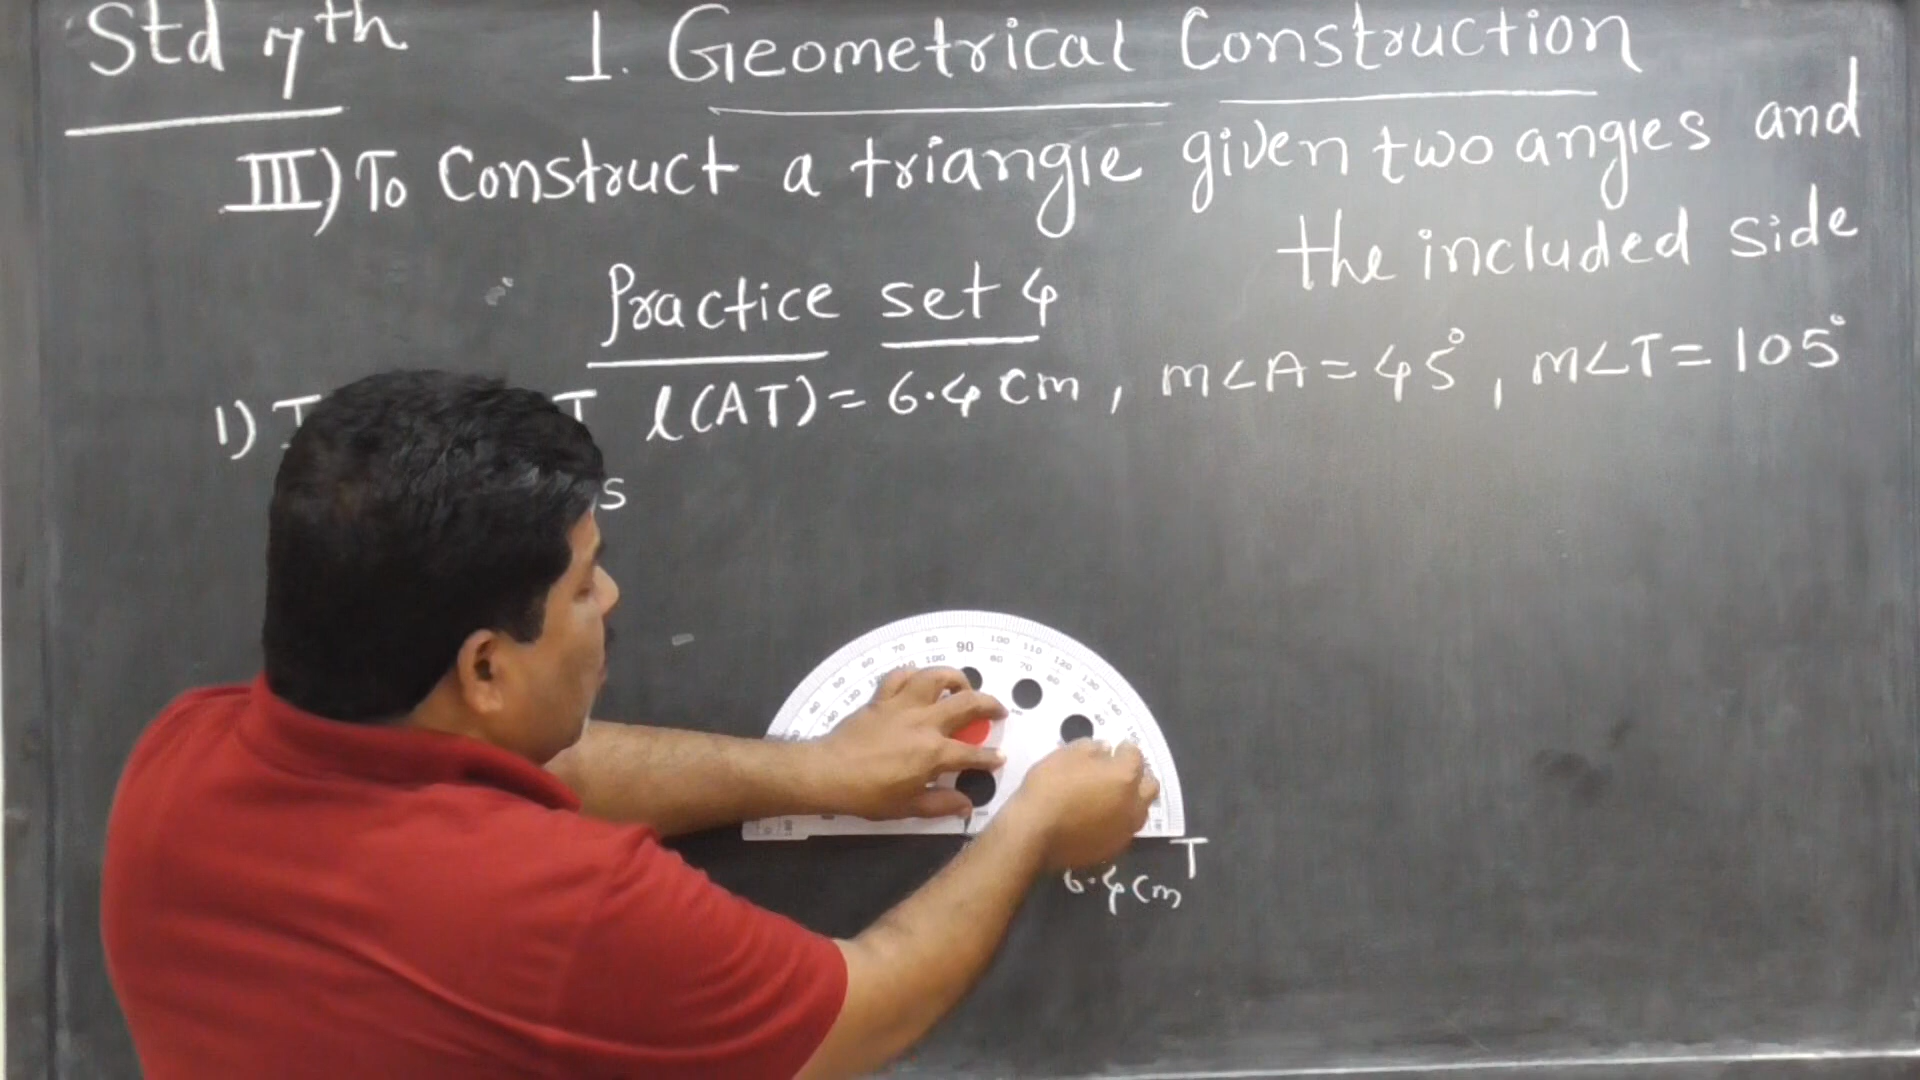 Std 7th 1. Geometrical Construction
III) To Construct a triangle given two angles and
the included side
Practice set 4
1) T l(AT) = 6.4 cm, m∠A = 45°, m∠T = 105°
s
T
6.4 cm